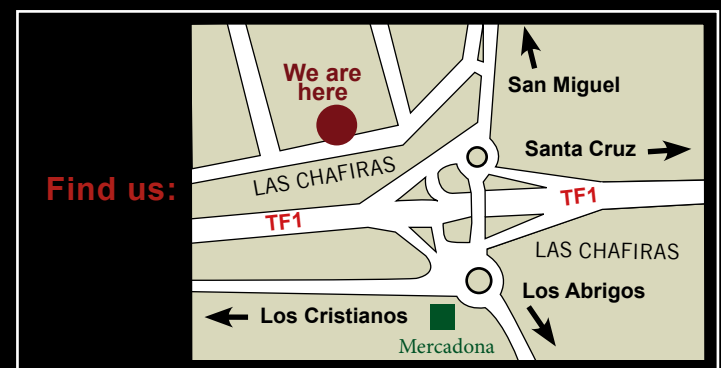 Find us:
We are
here
San Miguel
Santa Cruz
LAS CHAFIRAS
TF1
TF1
LAS CHAFIRAS
Los Abrigos
Los Cristianos
Mercadona